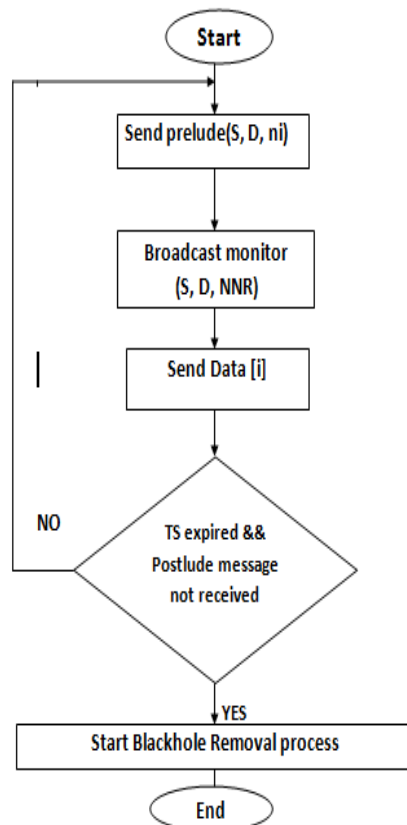 Start
Send prelude(S, D, ni)
Broadcast monitor
(S, D, NNR)
Send Data [i]
NO
TS expired &&
Postlude message
not received
YES
Start Blackhole Removal process
End